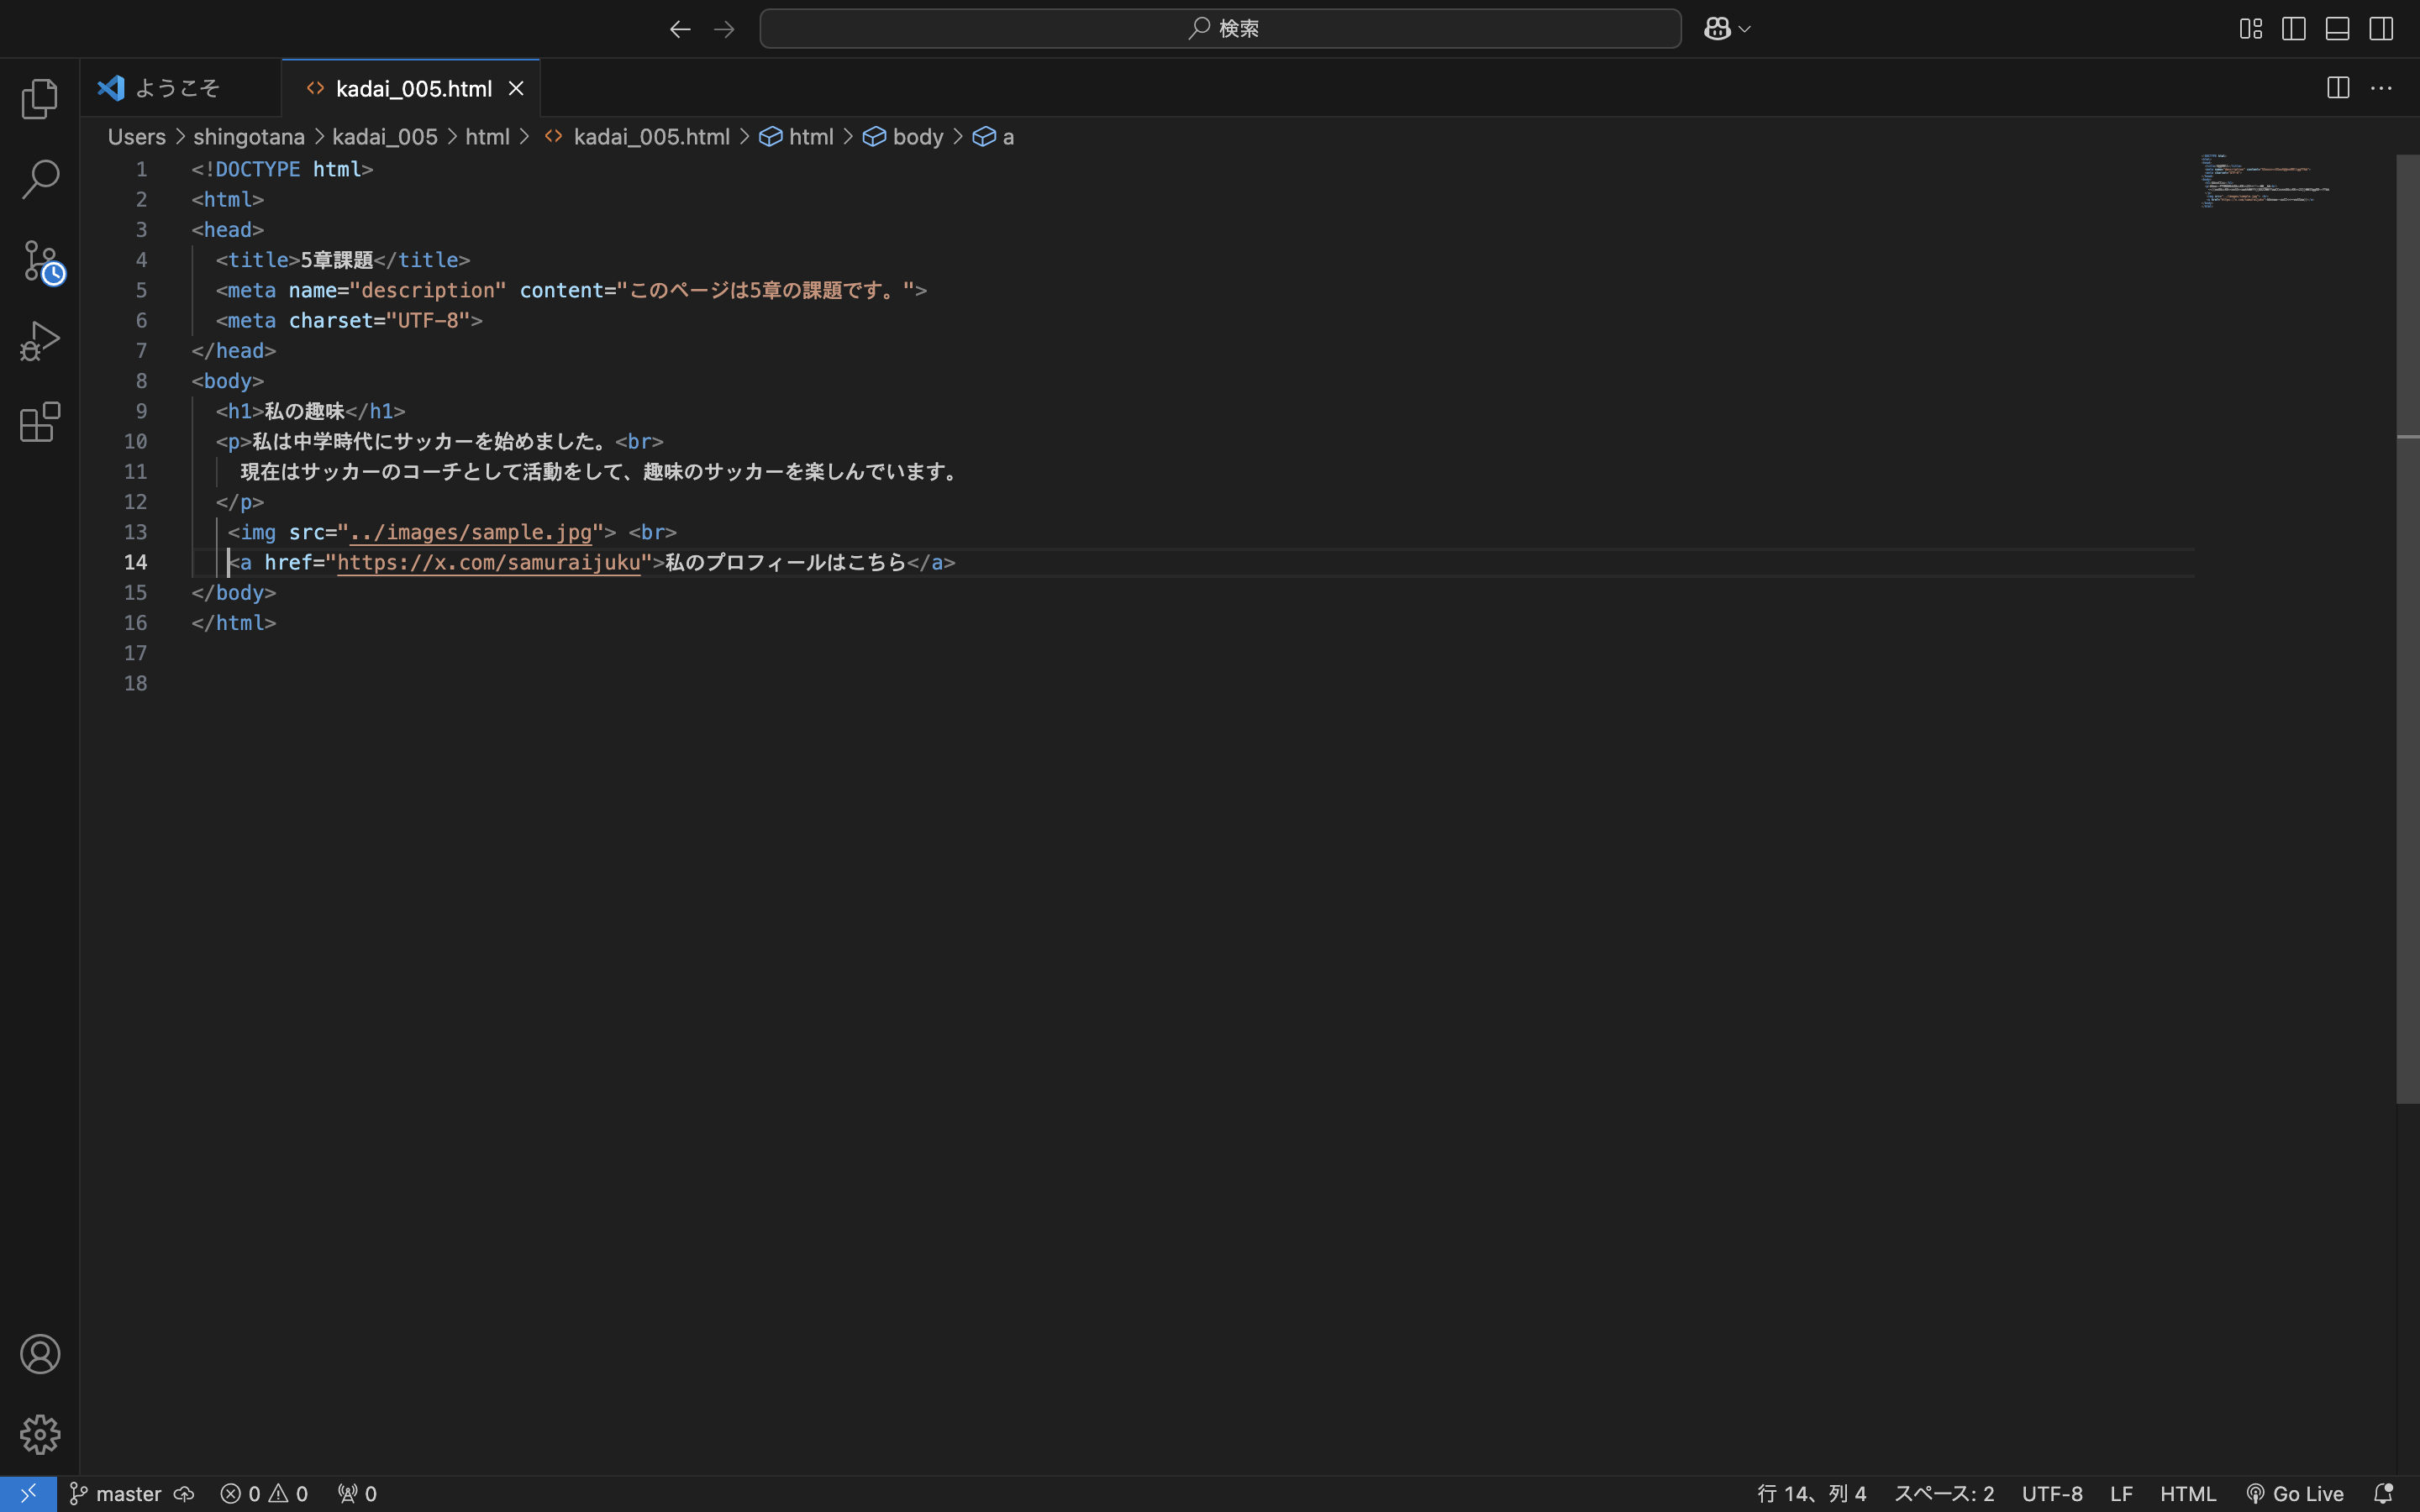 検索
ようこそ
kadai_005.html
Users > shingotana > kadai_005 > html > <> kadai_005.html > html > body > a
1 <!DOCTYPE html>
2 <html>
3 <head>
4 <title>5章課題</title>
5 <meta name="description" content="このページは5章の課題です。">
6 <meta charset="UTF-8">
7 </head>
8 <body>
9 <h1>私の趣味</h1>
10 <p>私は中学時代にサッカーを始めました。<br>
11 現在はサッカーのコーチとして活動をして、趣味のサッカーを楽しんでいます。
12 </p>
13 <img src="../images/sample.jpg"> <br>
14 <a href="https://x.com/samuraijuku">私のプロフィールはこちら</a>
15 </body>
16 </html>
17
18
master 0 0 0 行 14、列 4 スペース: 2 UTF-8 LF HTML Go Live